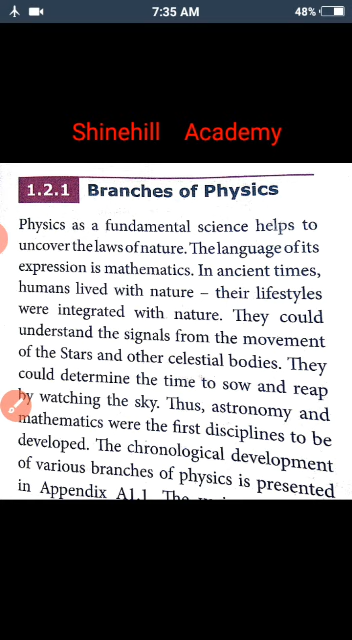 7:35 AM
48%
Shinehill Academy
1.2.1 Branches of Physics
Physics as a fundamental science helps to
uncover the laws of nature. The language of its
expression is mathematics. In ancient times,
humans lived with nature – their lifestyles
were integrated with nature. They could
understand the signals from the movement
of the Stars and other celestial bodies. They
could determine the time to sow and reap
by watching the sky. Thus, astronomy and
mathematics were the first disciplines to be
developed. The chronological development
of various branches of physics is presented
in Appendix A1.1 The